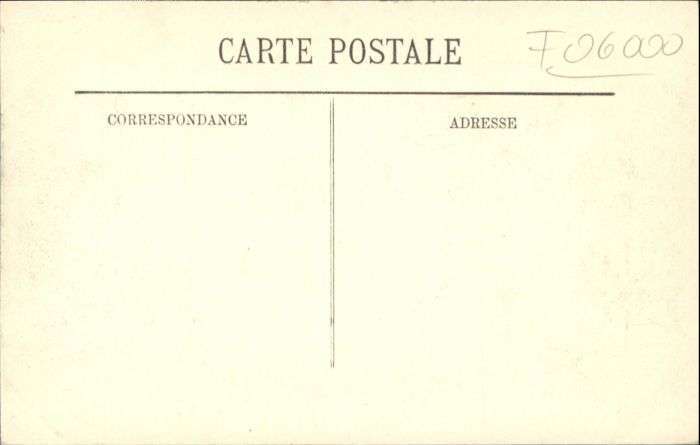 CARTE POSTALE
F 06000
CORRESPONDANCE
ADRESSE